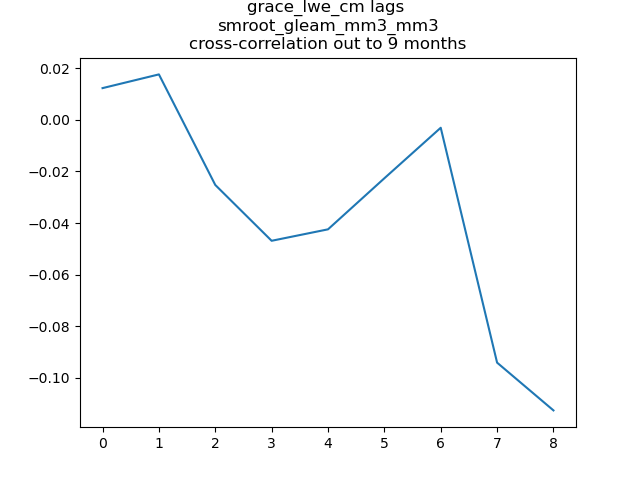 grace_lwe_cm lags
smroot_gleam_mm3_mm3
cross-correlation out to 9 months
0.02
0.00
−0.02
−0.04
−0.06
−0.08
−0.10
0 1 2 3 4 5 6 7 8